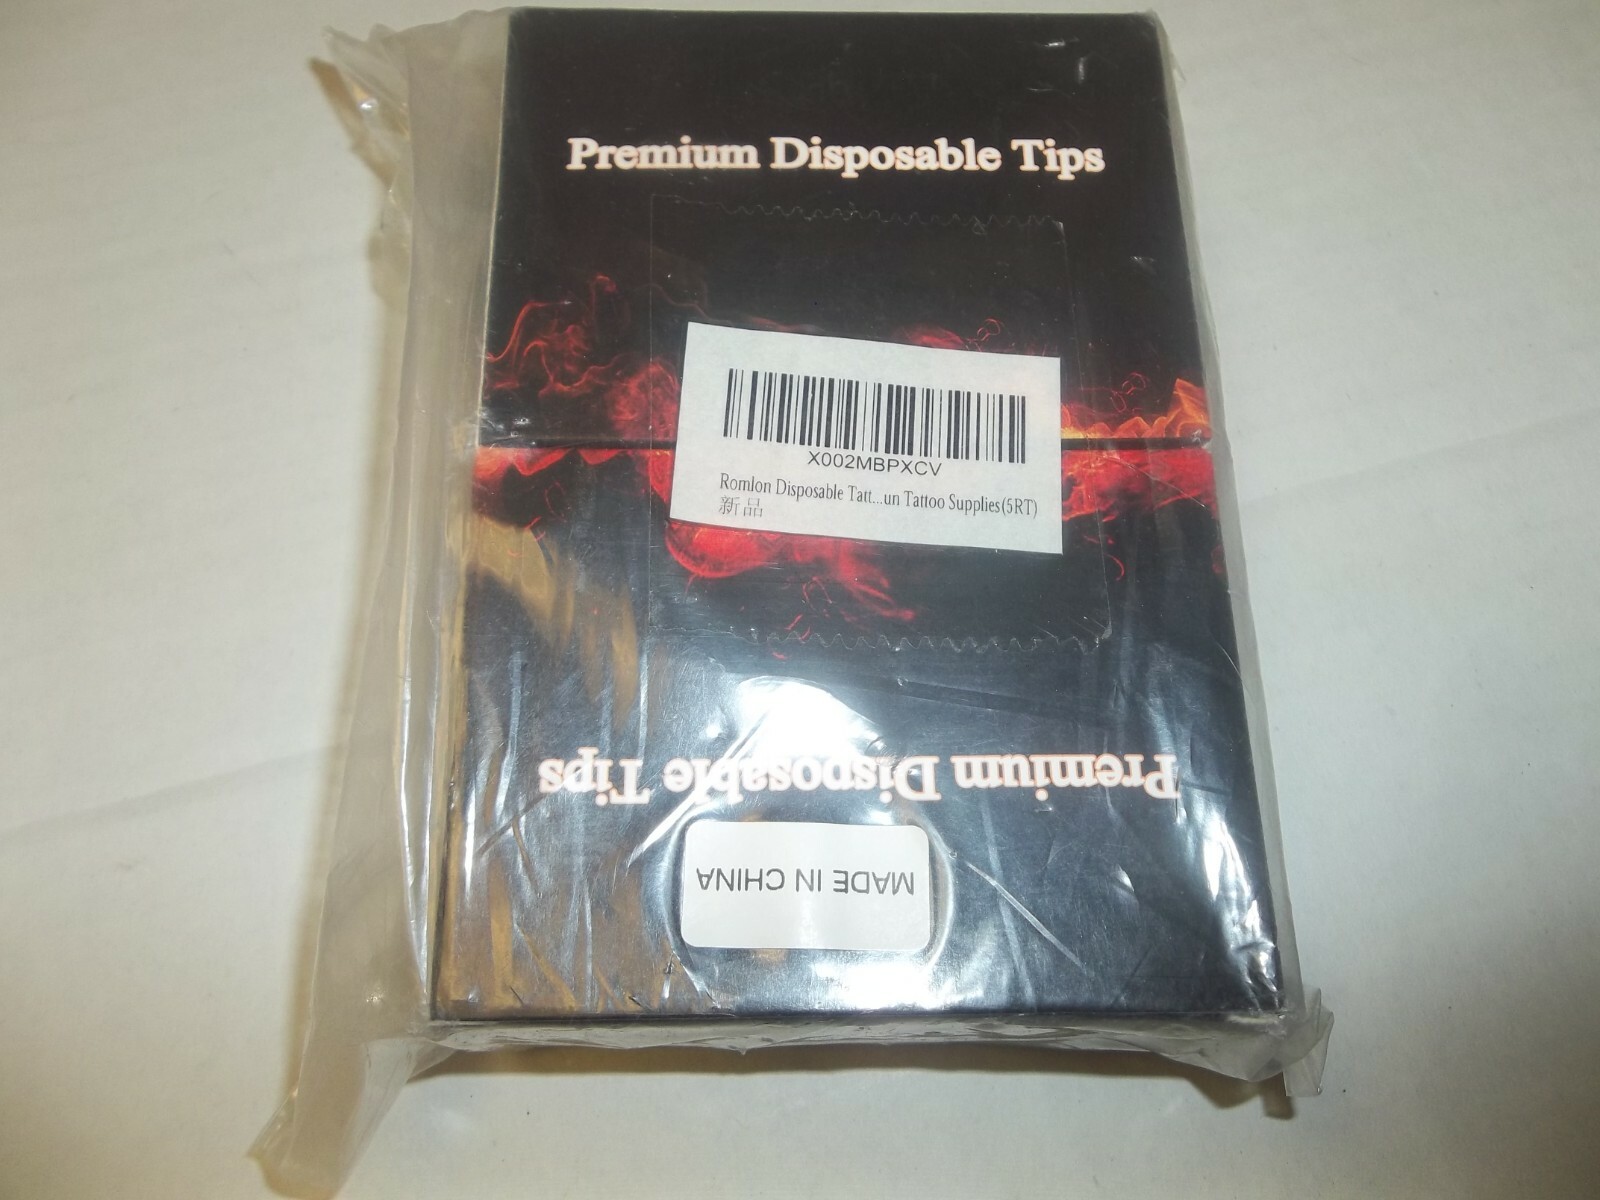 Premium Disposable Tips
X002MBPXCV
Romlon Disposable Tatt...un Tattoo Supplies(5RT)
新品
Premium Disposable Tips
MADE IN CHINA